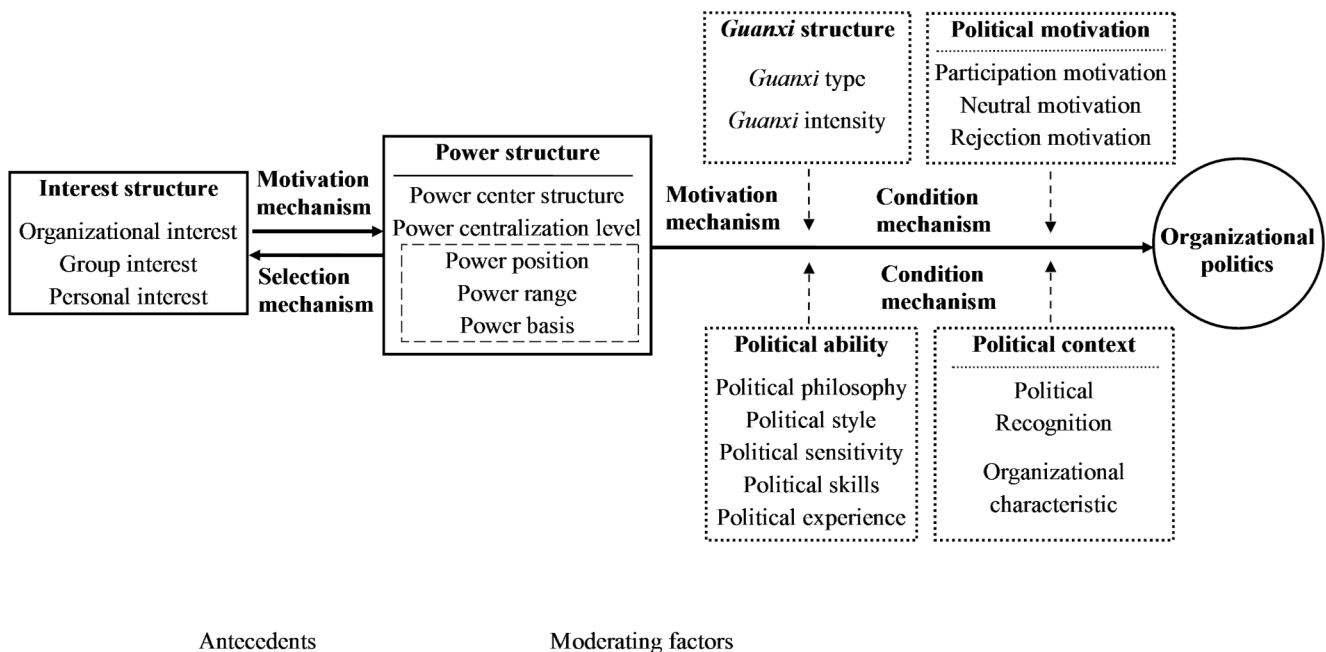 Interest structure
Organizational interest
Group interest
Personal interest
Motivation
mechanism
Selection
mechanism
Power structure
Power center structure
Power centralization level
Power position
Power range
Power basis
Motivation
mechanism
Guanxi structure
Guanxi type
Guanxi intensity
Political motivation
Participation motivation
Neutral motivation
Rejection motivation
Condition
mechanism
Condition
mechanism
Political ability
Political philosophy
Political style
Political sensitivity
Political skills
Political experience
Political context
Political
Recognition
Organizational
characteristic
Organizational
politics
Antecedents
Moderating factors